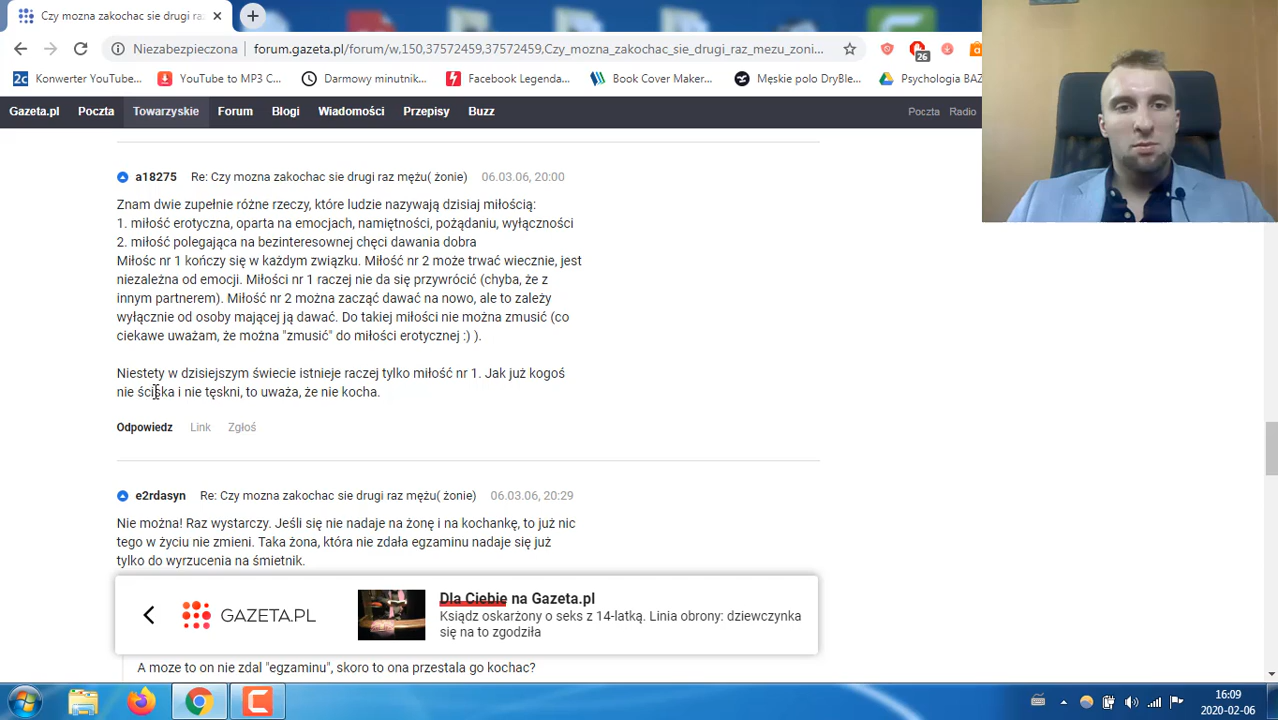 Czy mozna zakochac sie drugi ra
Niezabezpieczona
forum.gazeta.pl/forum/w,150,37572459,37572459,Czy_mozna_zakochac_sie_drugi_raz_mezu_zoni...
26
2c Konwerter YouTube...
YouTube to MP3 C...
Darmowy minutnik...
Facebook Legenda...
Book Cover Maker...
Męskie polo DryBle...
Psychologia BAZ
Gazeta.pl Poczta Towarzyskie Forum Blogi Wiadomości Przepisy Buzz Poczta Radio
a18275 Re: Czy mozna zakochac sie drugi raz mężu( żonie) 06.03.06, 20:00
Znam dwie zupełnie różne rzeczy, które ludzie nazywają dzisiaj miłością:
1. miłość erotyczna, oparta na emocjach, namiętności, pożądaniu, wyłączności
2. miłość polegająca na bezinteresownej chęci dawania dobra
Miłośc nr 1 kończy się w każdym związku. Miłość nr 2 może trwać wiecznie, jest
niezależna od emocji. Miłości nr 1 raczej nie da się przywrócić (chyba, że z
innym partnerem). Miłość nr 2 można zacząć dawać na nowo, ale to zależy
wyłącznie od osoby mającej ją dawać. Do takiej miłości nie można zmusić (co
ciekawe uważam, że można "zmusić" do miłości erotycznej :) ).
Niestety w dzisiejszym świecie istnieje raczej tylko miłość nr 1. Jak już kogoś
nie ściska i nie tęskni, to uważa, że nie kocha.
Odpowiedz Link Zgłoś
e2rdasyn Re: Czy mozna zakochac sie drugi raz mężu( żonie) 06.03.06, 20:29
Nie można! Raz wystarczy. Jeśli się nie nadaje na żonę i na kochankę, to już nic
tego w życiu nie zmieni. Taka żona, która nie zdała egzaminu nadaje się już
tylko do wyrzucenia na śmietnik.
GAZETA.PL
Dla Ciebie na Gazeta.pl
Ksiądz oskarżony o seks z 14-latką. Linia obrony: dziewczynka
się na to zgodziła
A moze to on nie zdal "egzaminu", skoro to ona przestala go kochac?
16:09
2020-02-06